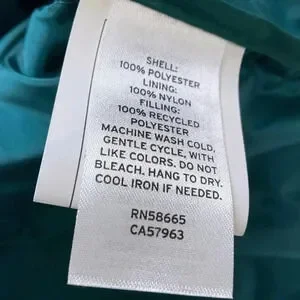 SHELL:
100% POLYESTER
LINING:
100% NYLON
FILLING:
100% RECYCLED
POLYESTER
MACHINE WASH COLD,
GENTLE CYCLE, WITH
LIKE COLORS. DO NOT
BLEACH. HANG TO DRY.
COOL IRON IF NEEDED.
RN58665
CA57963